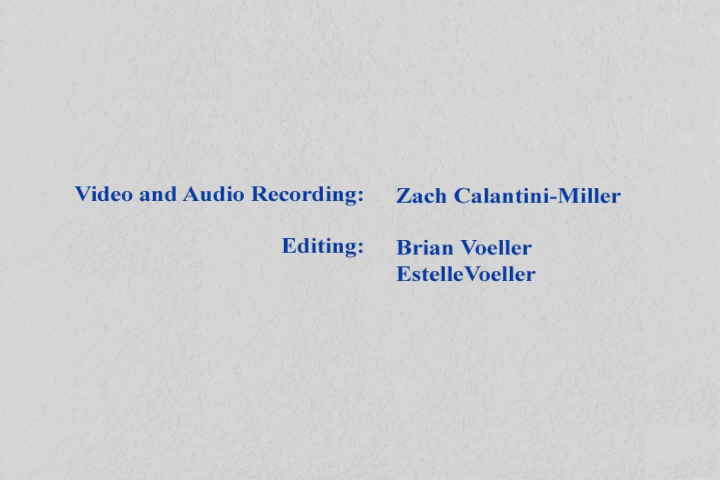 Video and Audio Recording: Zach Calantini-Miller
Editing: Brian Voeller
EstelleVoeller